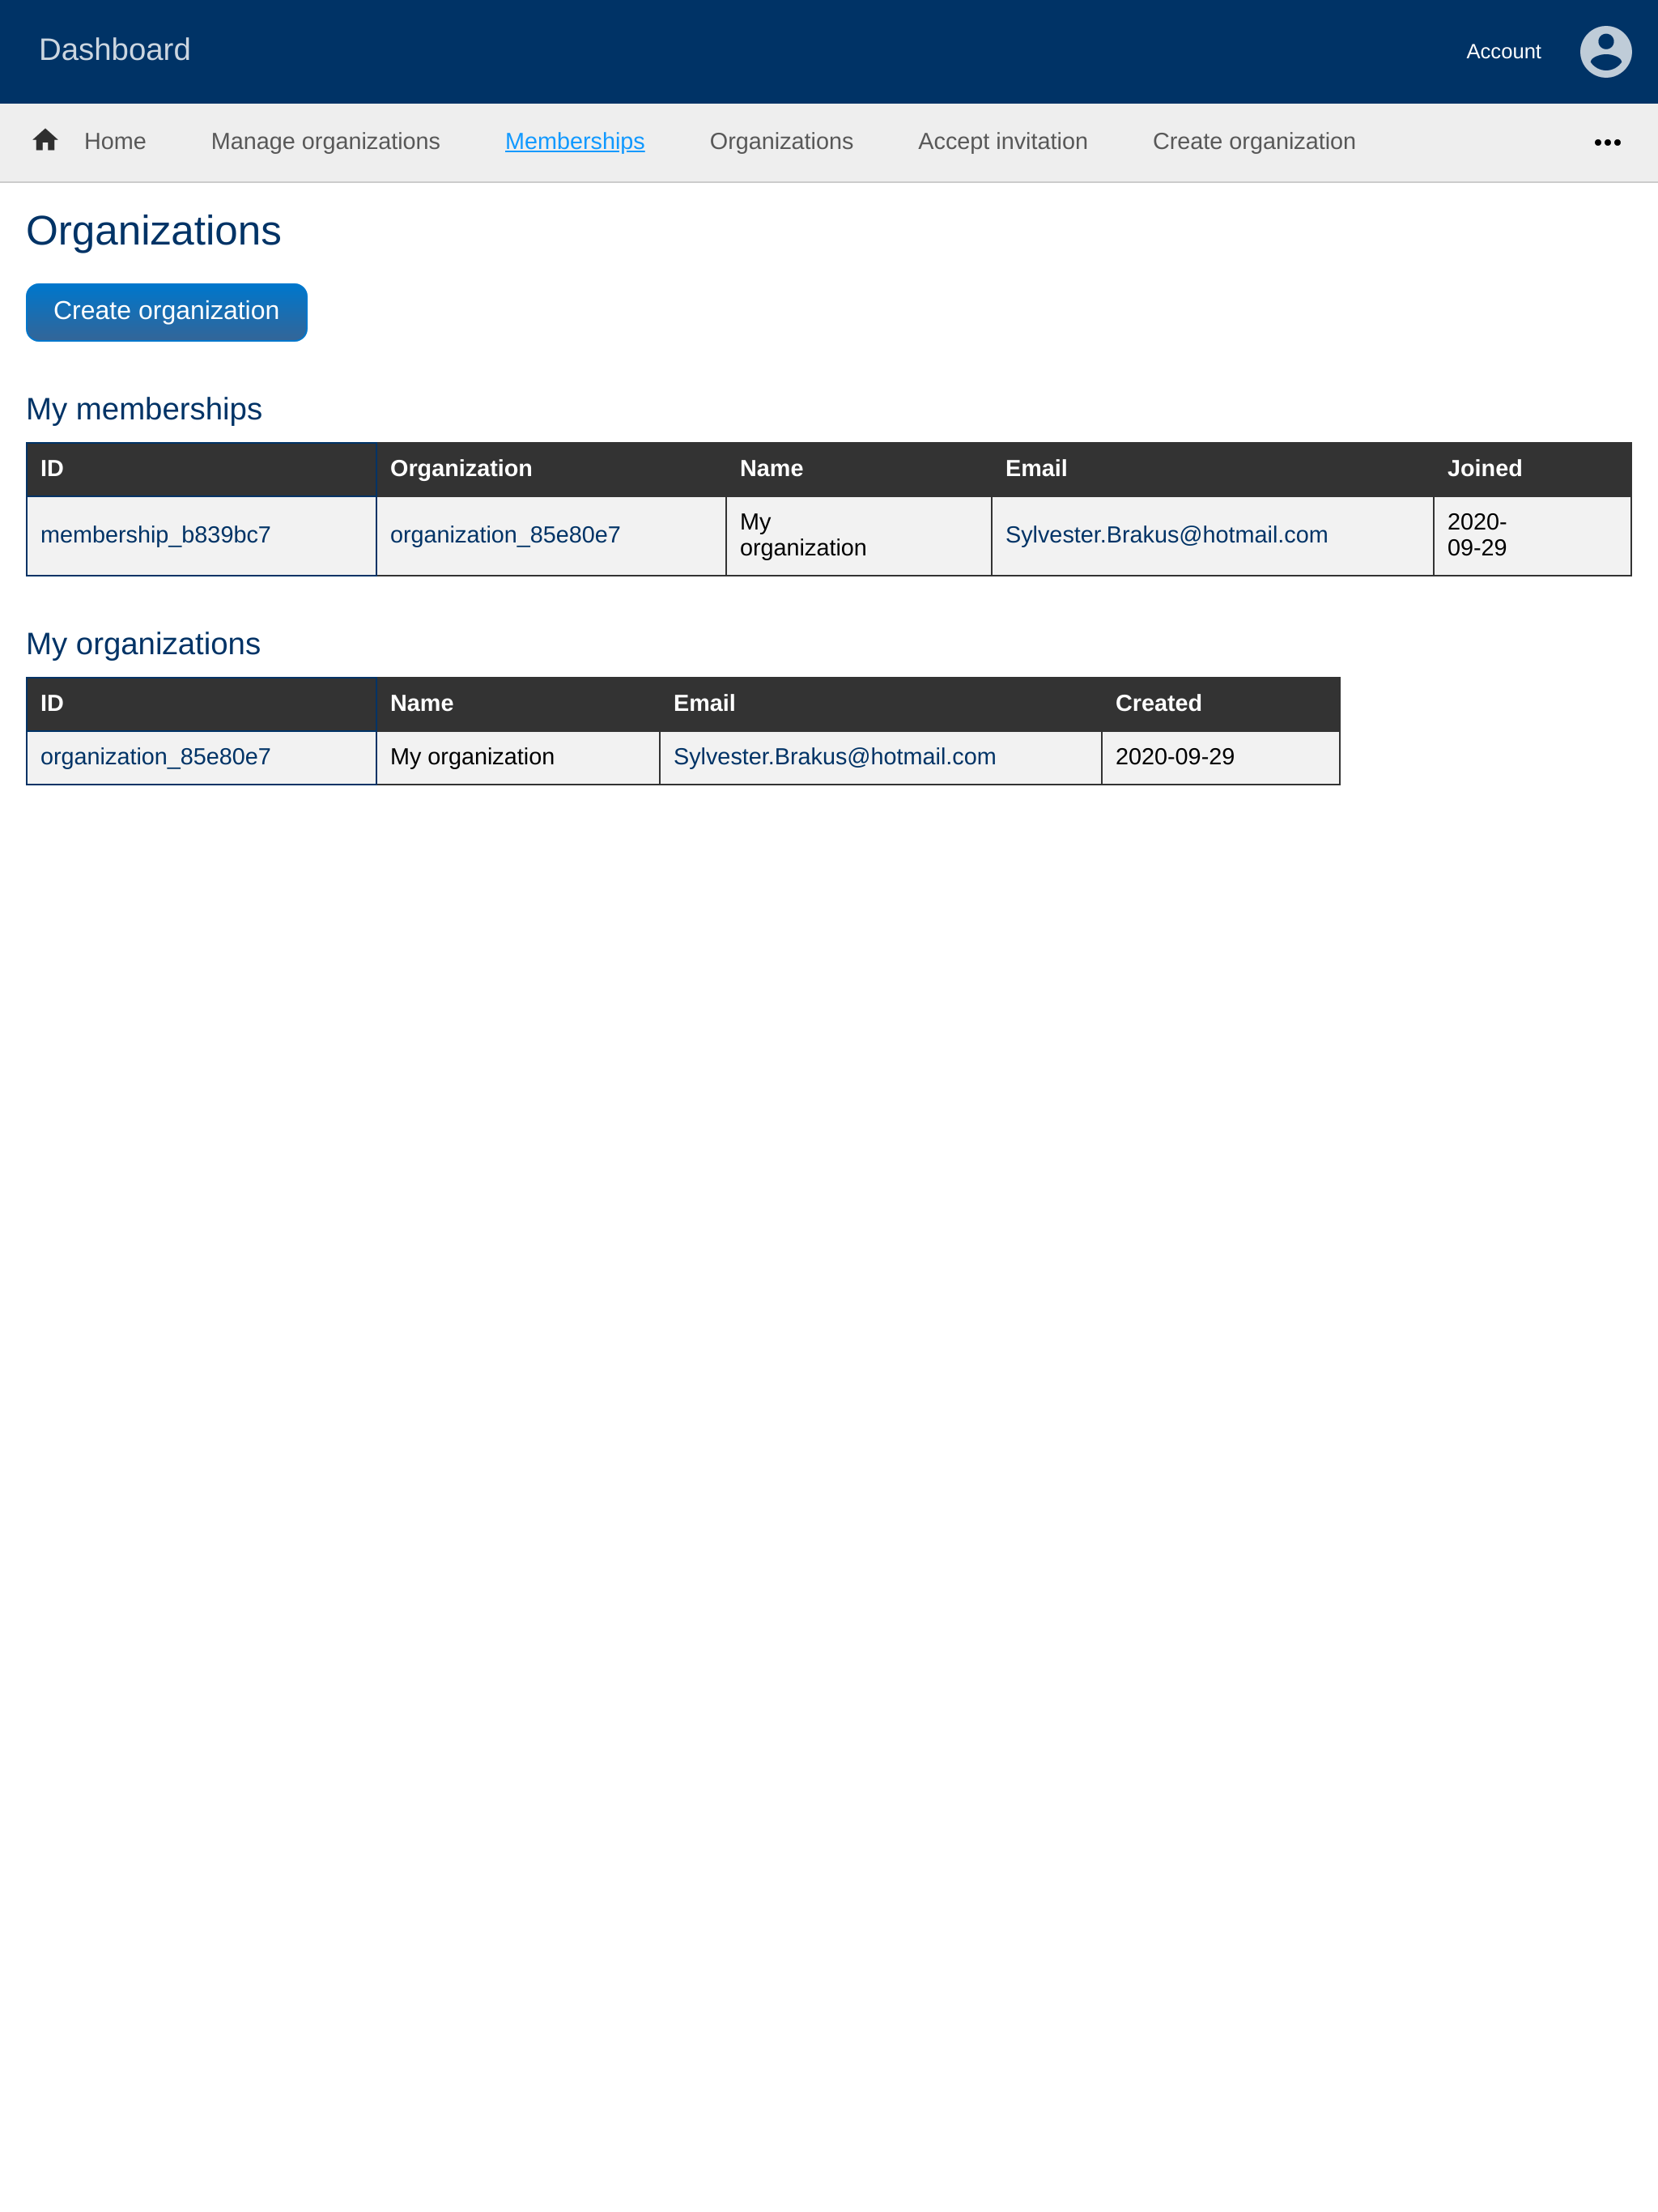 Dashboard
Account
Home Manage organizations Memberships Organizations Accept invitation Create organization
Organizations
Create organization
My memberships
ID Organization Name Email Joined
membership_b839bc7 organization_85e80e7 My organization Sylvester.Brakus@hotmail.com 2020-09-29
My organizations
ID Name Email Created
organization_85e80e7 My organization Sylvester.Brakus@hotmail.com 2020-09-29